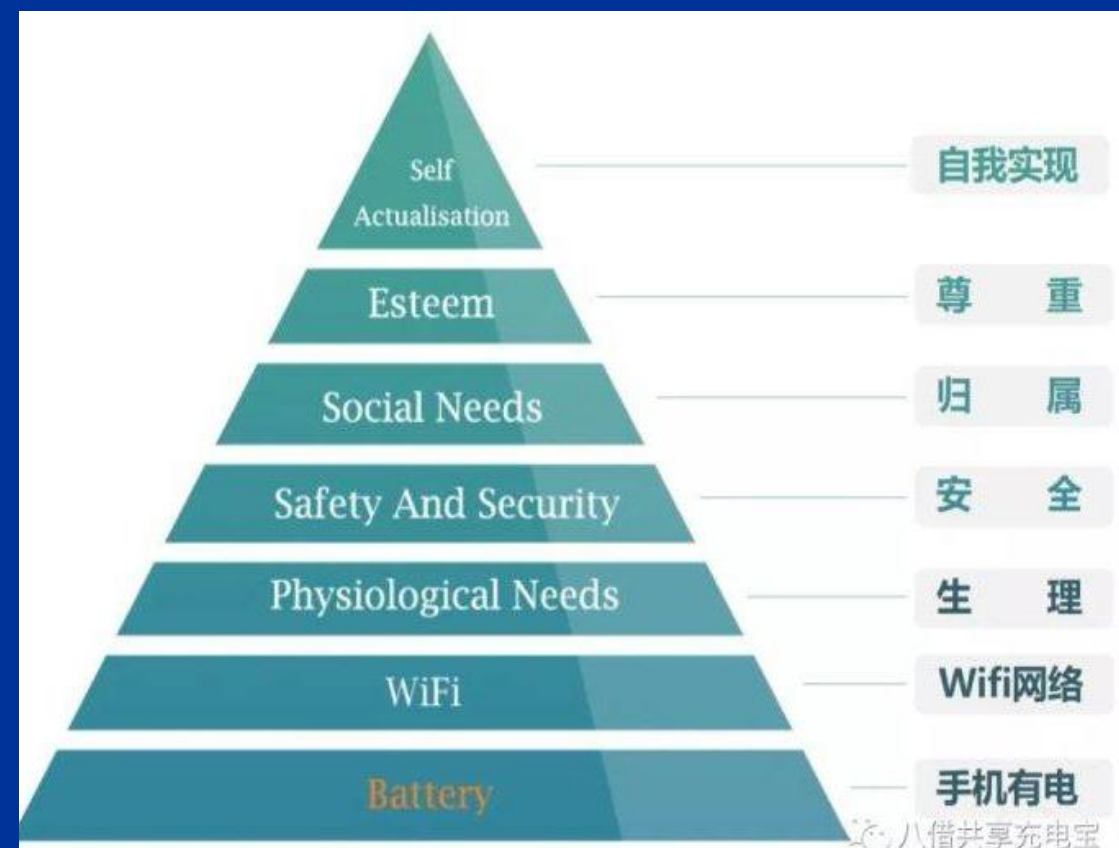 Self
Actualisation
自我实现
Esteem
尊 重
Social Needs
归 属
Safety And Security
安 全
Physiological Needs
生 理
WiFi
Wifi网络
Battery
手机有电
八借共享充电宝